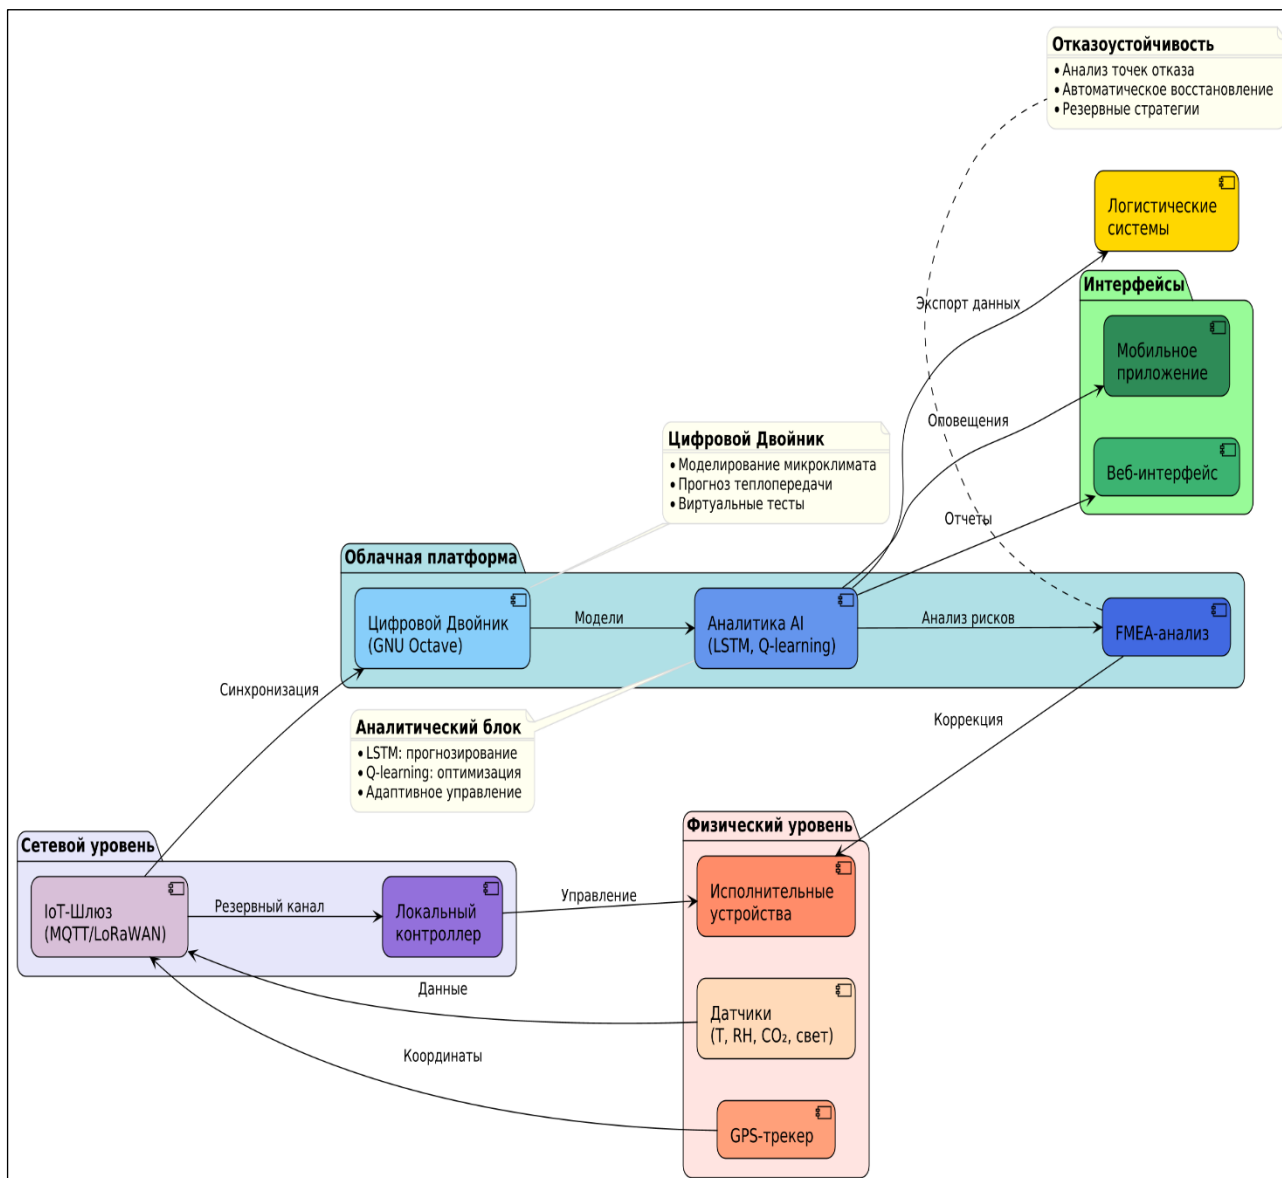 Отказоустойчивость
• Анализ точек отказа
• Автоматическое восстановление
• Резервные стратегии
Логистические
системы
Экспорт данных
Интерфейсы
Мобильное
приложение
Оповещения
Веб-интерфейс
Отчеты
Цифровой Двойник
• Моделирование микроклимата
• Прогноз теплопередачи
• Виртуальные тесты
Облачная платформа
Цифровой Двойник
(GNU Octave)
Модели
Аналитика AI
(LSTM, Q-learning)
Анализ рисков
FMEA-анализ
Синхронизация
Аналитический блок
• LSTM: прогнозирование
• Q-learning: оптимизация
• Адаптивное управление
Коррекция
Сетевой уровень
IoT-Шлюз
(MQTT/LoRaWAN)
Резервный канал
Локальный
контроллер
Управление
Физический уровень
Исполнительные
устройства
Данные
Датчики
(T, RH, CO₂, свет)
Координаты
GPS-трекер